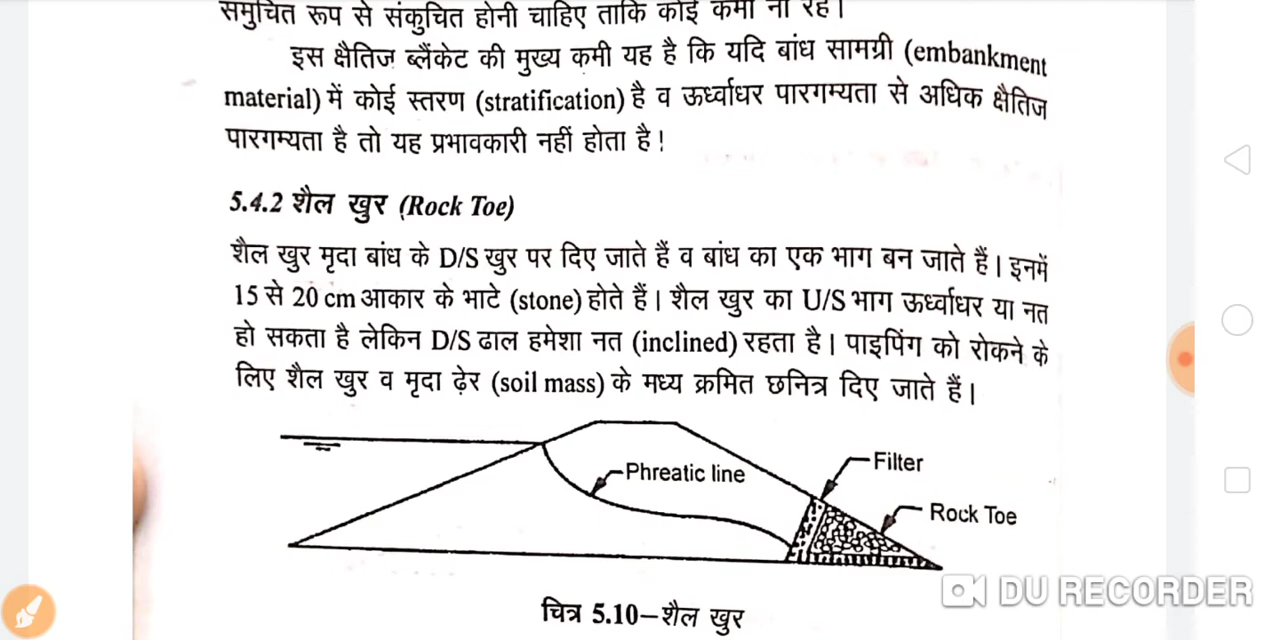 समुचित रूप से संकुचित होनी चाहिए ताकि कोई कमी ना रहे।
इस क्षैतिज ब्लैंकेट की मुख्य कमी यह है कि यदि बांध सामग्री (embankment
material) में कोई स्तरण (stratification) है व ऊर्ध्वाधर पारगम्यता से अधिक क्षैतिज
पारगम्यता है तो यह प्रभावकारी नहीं होता है!
5.4.2 शैल खुर (Rock Toe)
शैल खुर मृदा बांध के D/S खुर पर दिए जाते हैं व बांध का एक भाग बन जाते हैं। इनमें
15 से 20 cm आकार के भाटे (stone) होते हैं। शैल खुर का U/S भाग ऊर्ध्वाधर या नत
हो सकता है लेकिन D/S ढाल हमेशा नत (inclined) रहता है। पाइपिंग को रोकने के
लिए शैल खुर व मृदा ढ़ेर (soil mass) के मध्य क्रमित छनित्र दिए जाते हैं।
Filter
Phreatic line
Rock Toe
DU RECORDER
चित्र 5.10–शैल खुर